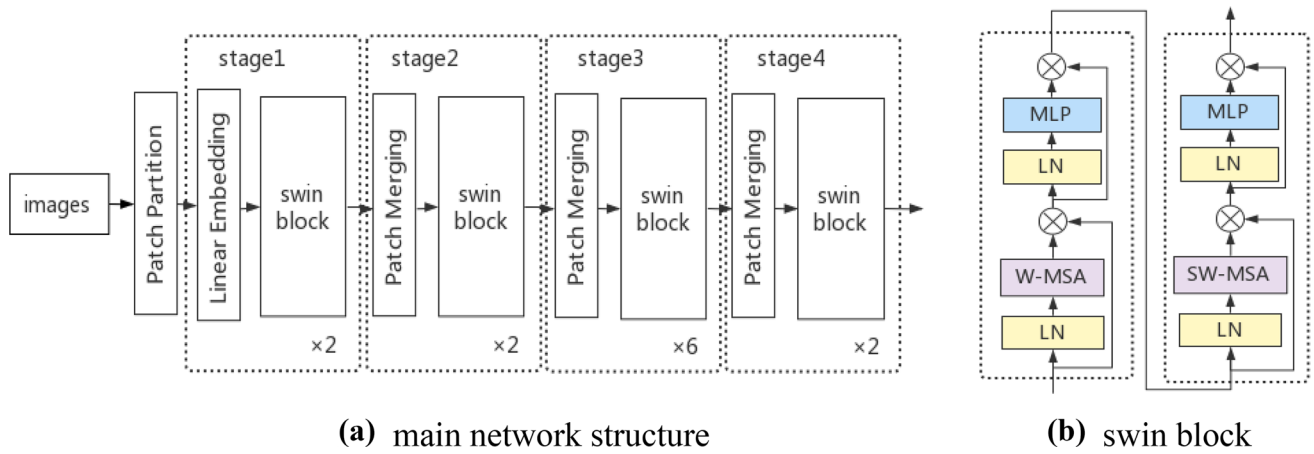 images
Patch Partition
stage1
Linear Embedding
swin
block
×2
stage2
Patch Merging
swin
block
×2
stage3
Patch Merging
swin
block
×6
stage4
Patch Merging
swin
block
×2
(a) main network structure
MLP
LN
W-MSA
LN
MLP
LN
SW-MSA
LN
(b) swin block